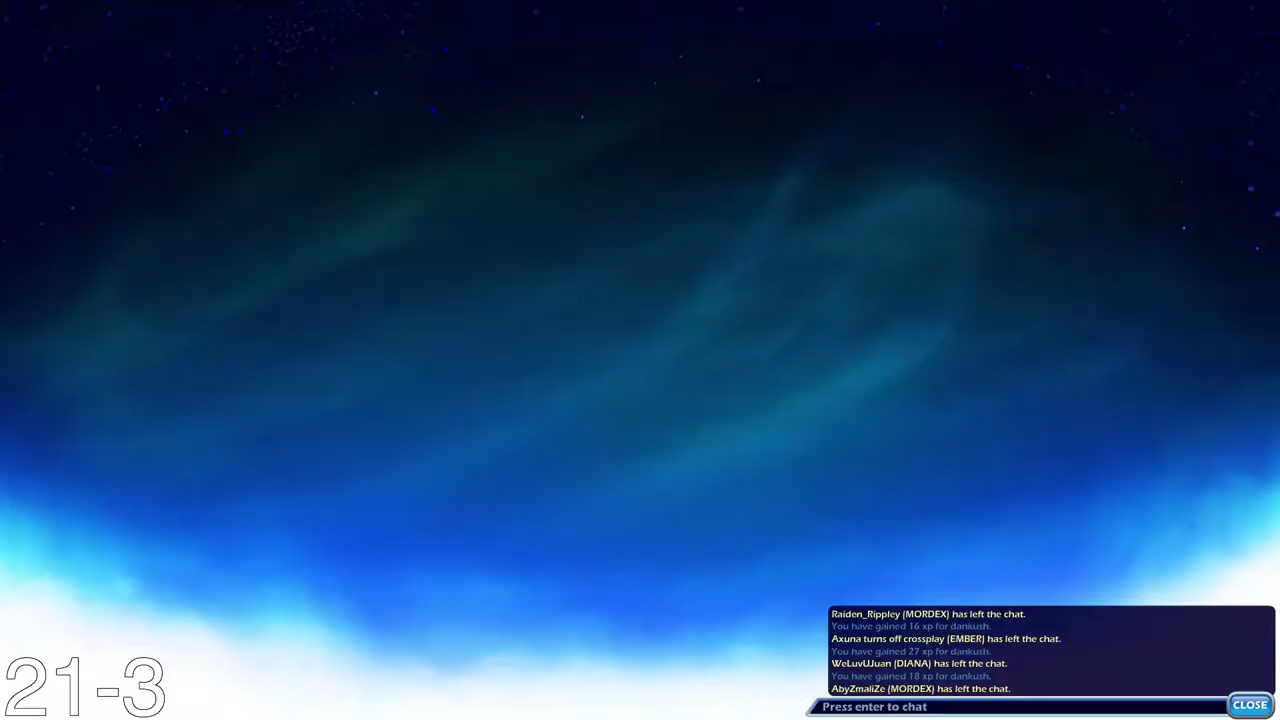 Raiden_Rippley (MORDEX) has left the chat.
You have gained 16 xp for dankush.
Axuna turns off crossplay (EMBER) has left the chat.
You have gained 27 xp for dankush.
WeLuvUJuan (DIANA) has left the chat.
You have gained 18 xp for dankush.
AbyZmaliZe (MORDEX) has left the chat.
Press enter to chat
CLOSE
21-3